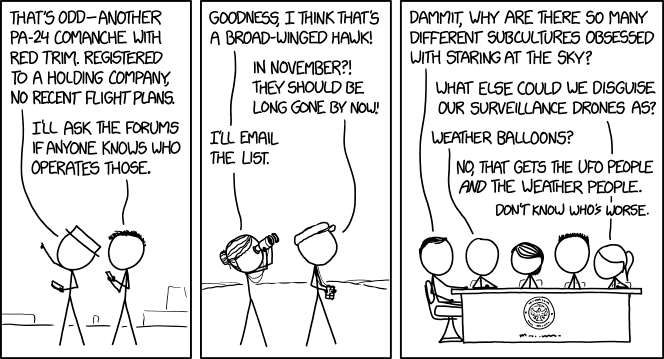 THAT'S ODD—ANOTHER
PA-24 COMANCHE WITH
RED TRIM. REGISTERED
TO A HOLDING COMPANY,
NO RECENT FLIGHT PLANS.
I'LL ASK THE FORUMS
IF ANYONE KNOWS WHO
OPERATES THOSE.
GOODNESS, I THINK THAT'S
A BROAD-WINGED HAWK!
IN NOVEMBER?!
THEY SHOULD BE
LONG GONE BY NOW!
I'LL EMAIL
THE LIST.
DAMMIT, WHY ARE THERE SO MANY
DIFFERENT SUBCULTURES OBSESSED
WITH STARING AT THE SKY?
WHAT ELSE COULD WE DISGUISE
OUR SURVEILLANCE DRONES AS?
WEATHER BALLOONS?
NO, THAT GETS THE UFO PEOPLE
AND THE WEATHER PEOPLE.
DON'T KNOW WHO'S WORSE.